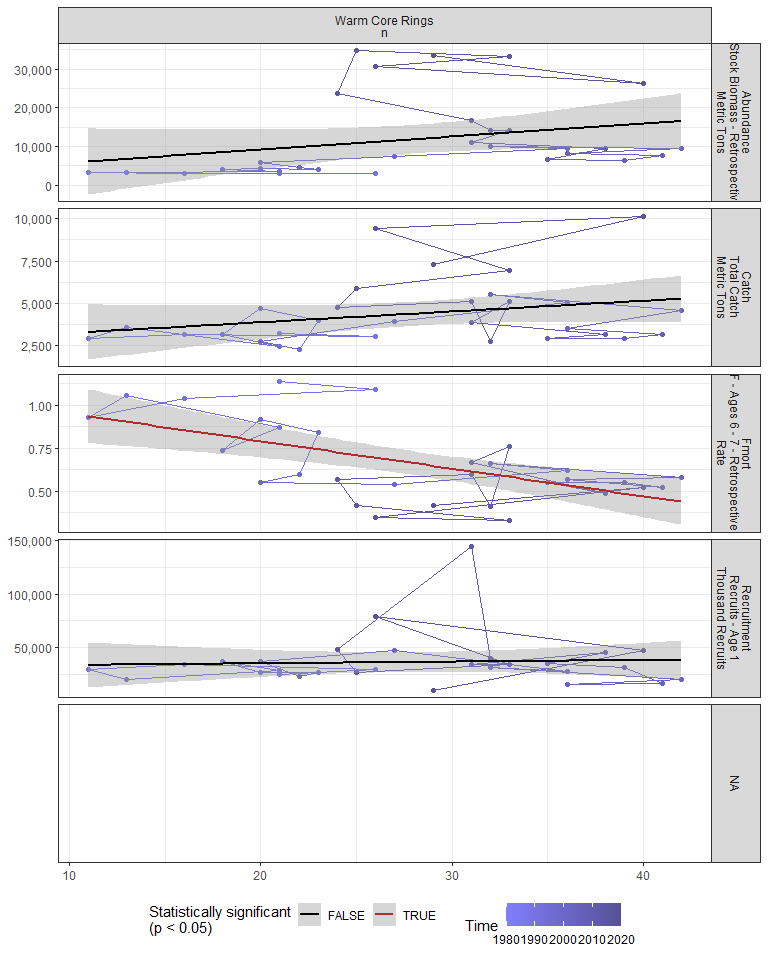 Warm Core Rings
n
30,000
20,000
10,000
0
Abundance
Stock Biomass - Retrospectiv
Metric Tons
10,000
7,500
5,000
2,500
Catch
Total Catch
Metric Tons
1.00
0.75
0.50
Fmort
F - Ages 6 - 7 - Retrospective
Rate
150,000
100,000
50,000
Recruitment
Recruits - Age 1
Thousand Recruits
NA
10
20
30
40
Statistically significant
(p < 0.05)
FALSE
TRUE
Time
1980 1990 2000 2010 2020